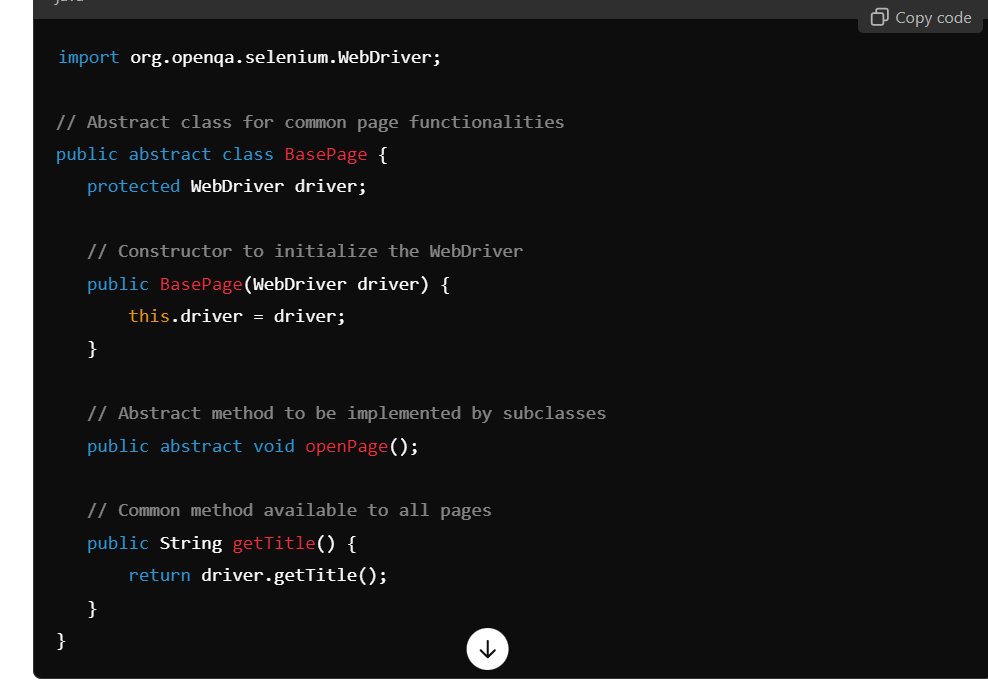 Copy code
import org.openqa.selenium.WebDriver;
// Abstract class for common page functionalities
public abstract class BasePage {
protected WebDriver driver;
// Constructor to initialize the WebDriver
public BasePage(WebDriver driver) {
this.driver = driver;
}
// Abstract method to be implemented by subclasses
public abstract void openPage();
// Common method available to all pages
public String getTitle() {
return driver.getTitle();
}
}